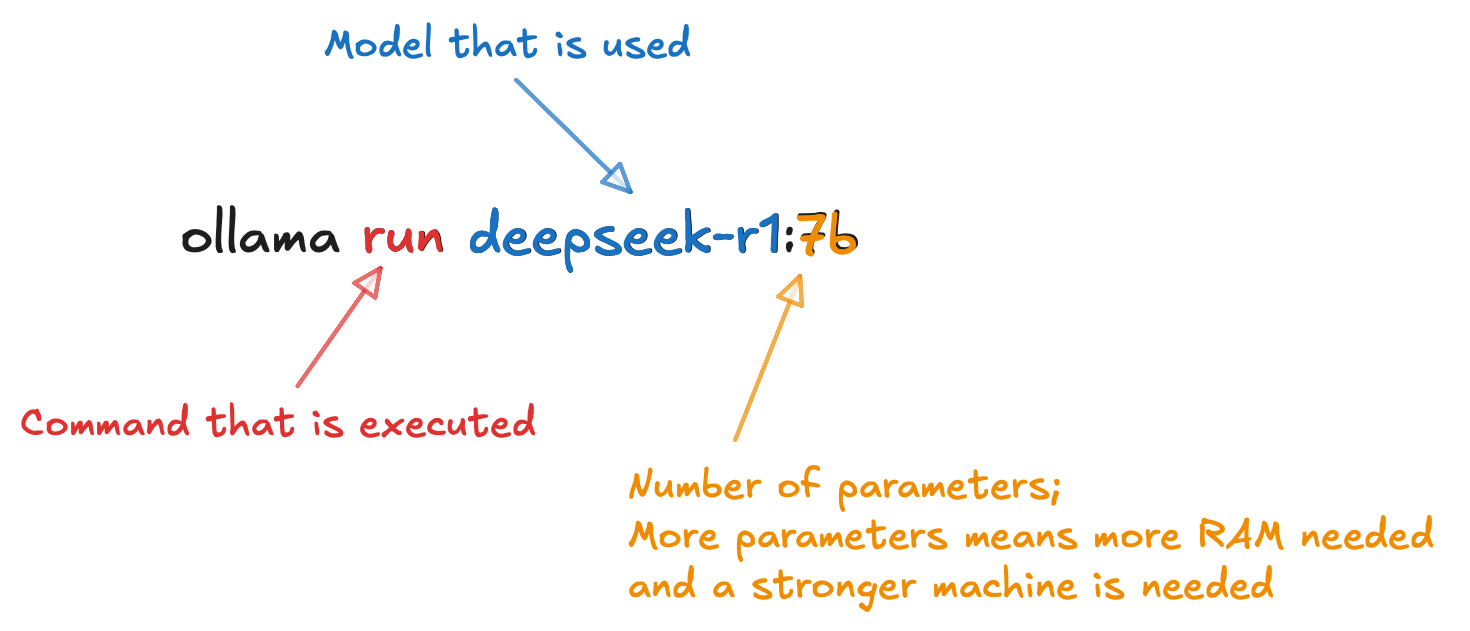 Model that is used
ollama run deepseek-r1:7b
Command that is executed
Number of parameters;
More parameters means more RAM needed
and a stronger machine is needed